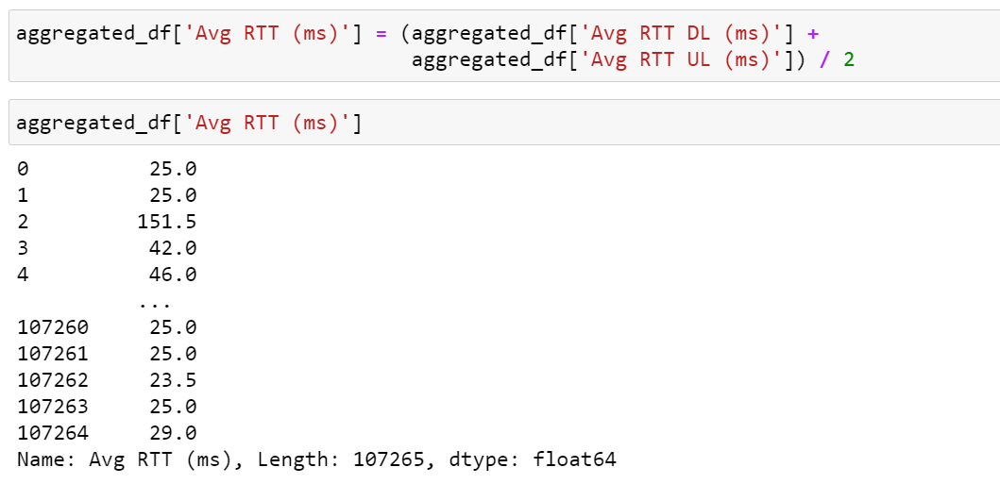 aggregated_df['Avg RTT (ms)'] = (aggregated_df['Avg RTT DL (ms)'] +
aggregated_df['Avg RTT UL (ms)']) / 2
aggregated_df['Avg RTT (ms)']
0 25.0
1 25.0
2 151.5
3 42.0
4 46.0
...
107260 25.0
107261 25.0
107262 23.5
107263 25.0
107264 29.0
Name: Avg RTT (ms), Length: 107265, dtype: float64